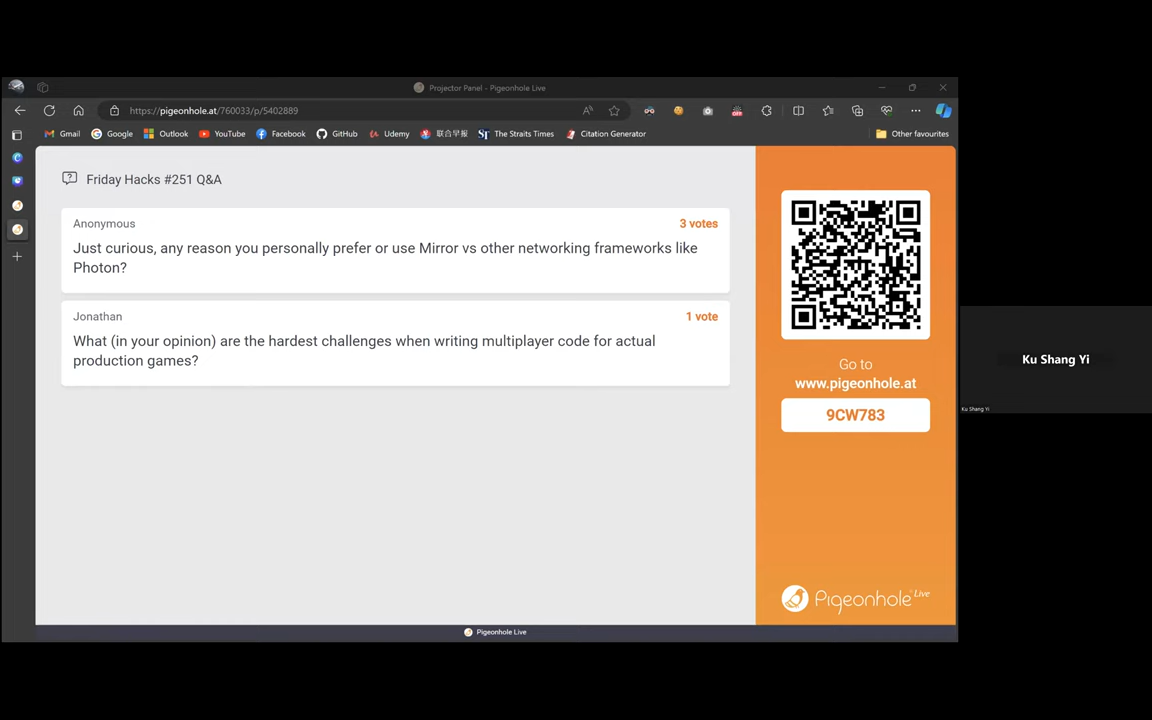 Projector Panel - Pigeonhole Live
https://pigeonhole.at/760033/p/5402889
Gmail
Google
Outlook
YouTube
Facebook
GitHub
Udemy
联合早报
The Straits Times
Citation Generator
Other favourites
Friday Hacks #251 Q&A
Anonymous
3 votes
Just curious, any reason you personally prefer or use Mirror vs other networking frameworks like
Photon?
Jonathan
1 vote
What (in your opinion) are the hardest challenges when writing multiplayer code for actual
production games?
Go to
www.pigeonhole.at
9CW783
Pigeonhole Live
Pigeonhole Live
Ku Shang Yi
Ku Shang Yi